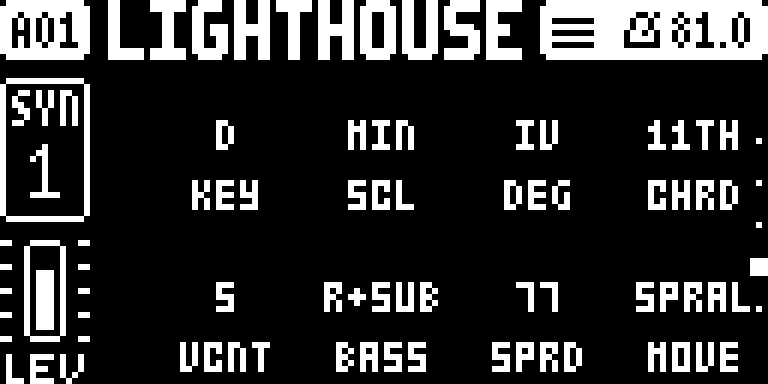 A01 LIGHTHOUSE 81.0
SYN
1
D MIN IV 11TH
KEY SCL DEG CHRD
5 R+SUB 77 SPRAL
VCNT BASS SPRD MOVE
LEV